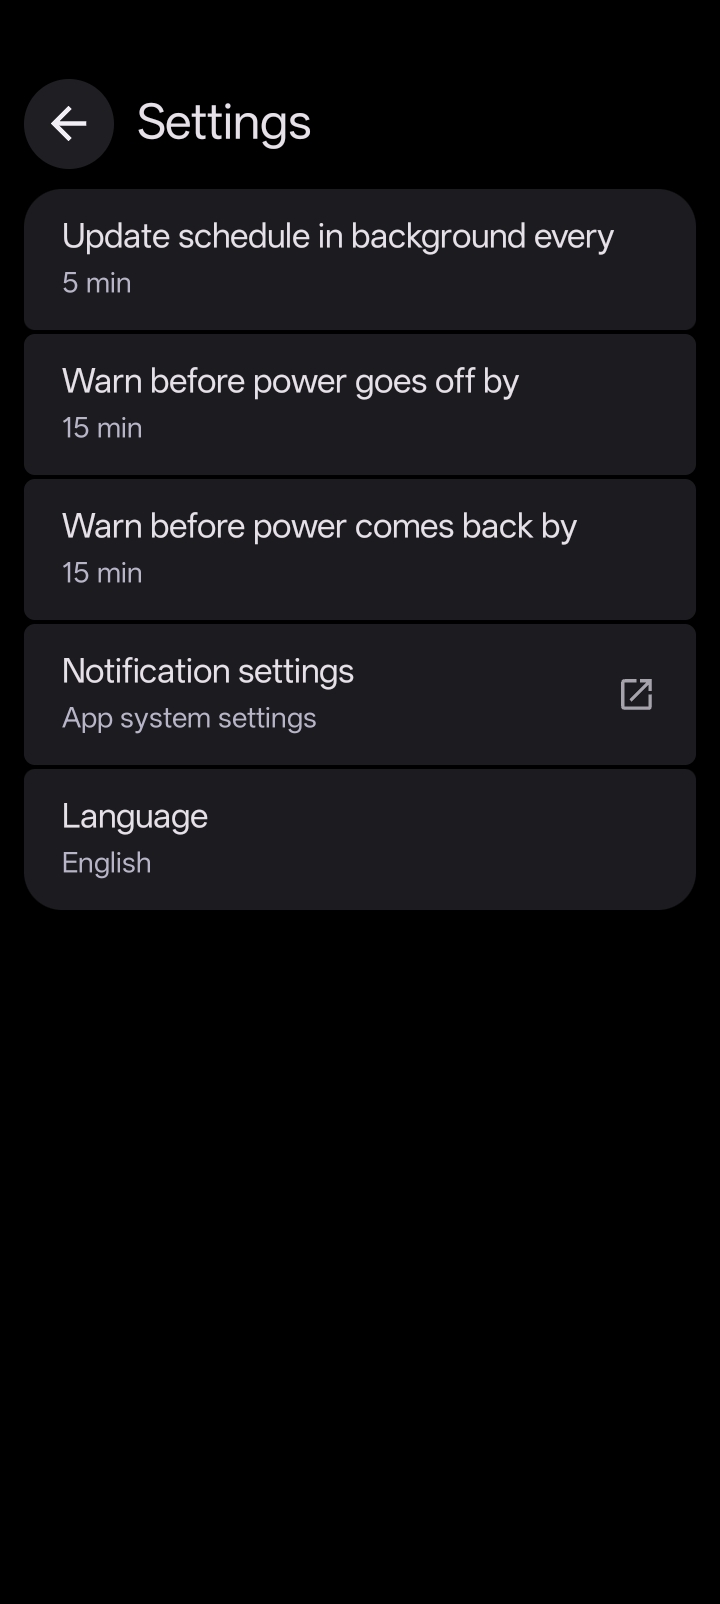 Settings
Update schedule in background every
5 min
Warn before power goes off by
15 min
Warn before power comes back by
15 min
Notification settings
App system settings
Language
English